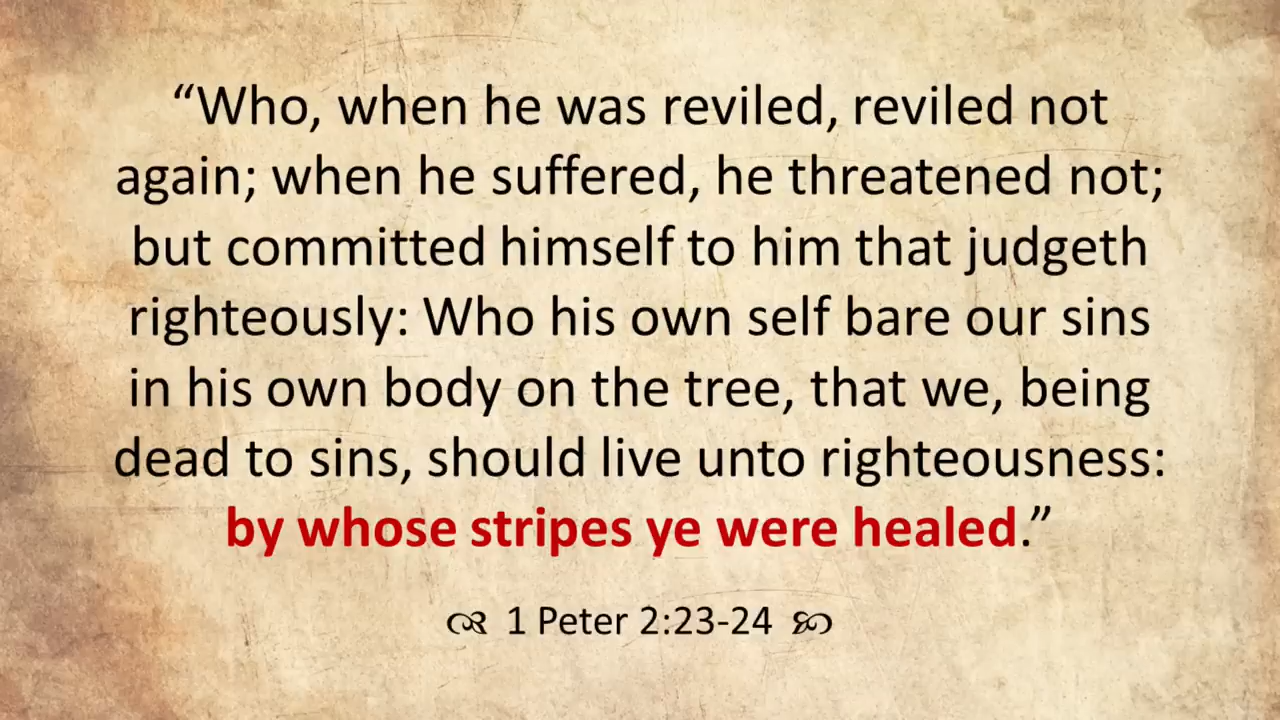 “Who, when he was reviled, reviled not
again; when he suffered, he threatened not;
but committed himself to him that judgeth
righteously: Who his own self bare our sins
in his own body on the tree, that we, being
dead to sins, should live unto righteousness:
by whose stripes ye were healed.”
1 Peter 2:23-24